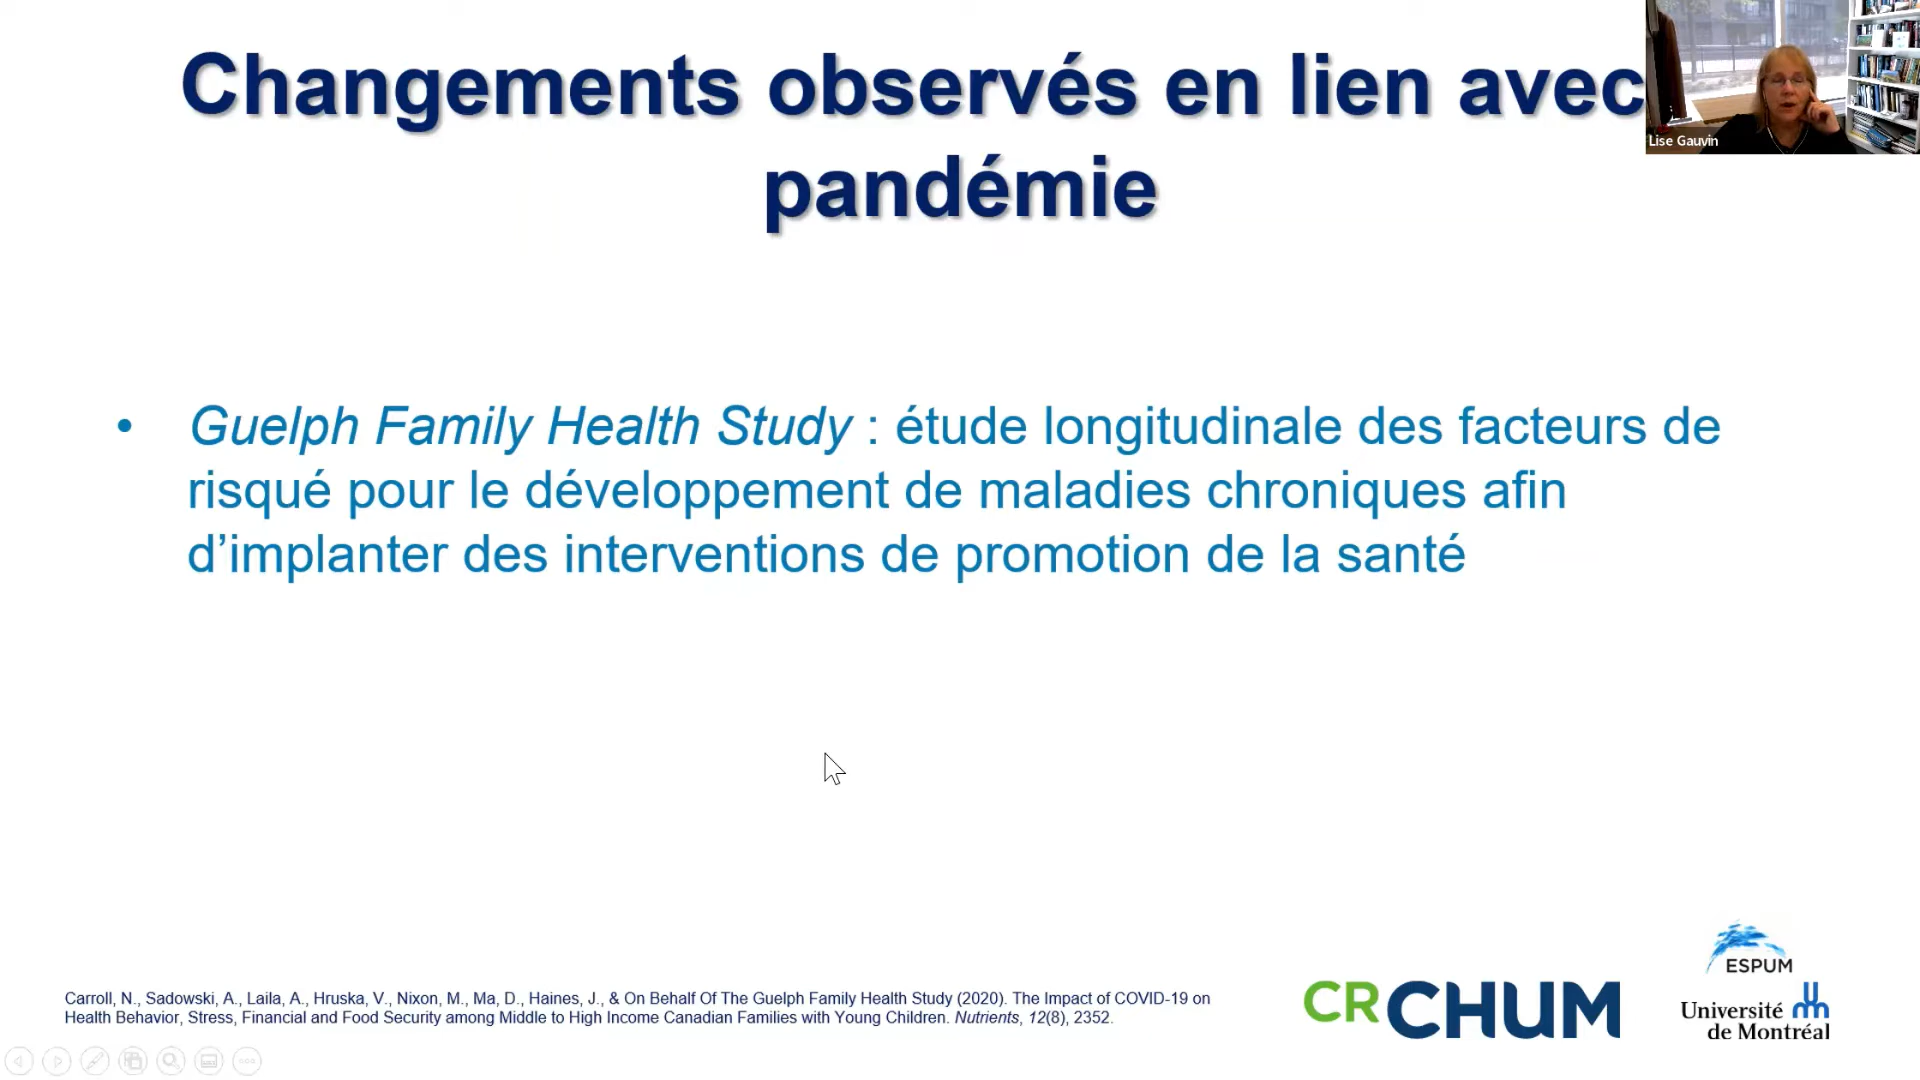 Changements observés en lien avec
pandémie
Lise Gauvin
• Guelph Family Health Study : étude longitudinale des facteurs de
risqué pour le développement de maladies chroniques afin
d’implanter des interventions de promotion de la santé
Carroll, N., Sadowski, A., Laila, A., Hruska, V., Nixon, M., Ma, D., Haines, J., & On Behalf Of The Guelph Family Health Study (2020). The Impact of COVID-19 on
Health Behavior, Stress, Financial and Food Security among Middle to High Income Canadian Families with Young Children. Nutrients, 12(8), 2352.
CRCHUM
ESPUM
Université
de Montréal